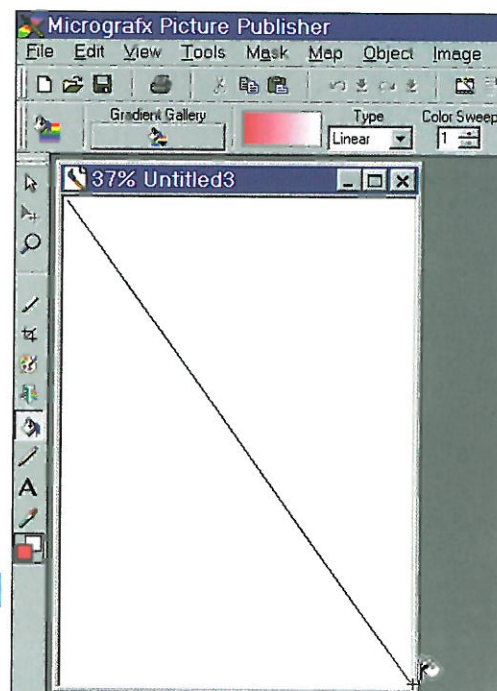 Micrografx Picture Publisher
File Edit View Tools Mask Map Object Image
Gradient Gallery Type Color Sweep
Linear 1
37% Untitled3
A